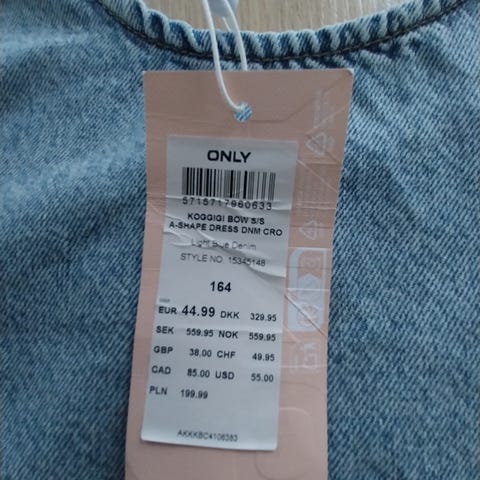 ONLY
5715717980633
KOGGIGI BOW S/S
A-SHAPE DRESS DNM CRO
Light Blue Denim
STYLE NO. 15345148
164
EUR 44.99 DKK 329.95
SEK 559.95 NOK 559.95
GBP 38.00 CHF 49.95
CAD 85.00 USD 55.00
PLN 199.99
AKKKBC4106383